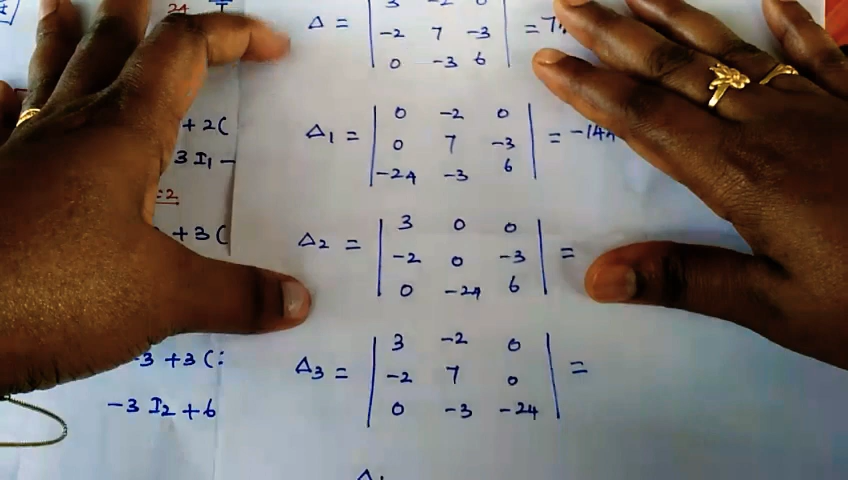 24
Δ = | 3 -2 0 |
| -2 7 -3 | = 7
| 0 -3 6 |
+ 2(
3 I1 -
=2
+ 3(
Δ1 = | 0 -2 0 |
| 0 7 -3 | = -144
| -24 -3 6 |
Δ2 = | 3 0 0 |
| -2 0 -3 | =
| 0 -24 6 |
-3 + 3(:
-3 I2 + 6
Δ3 = | 3 -2 0 |
| -2 7 0 | =
| 0 -3 -24 |